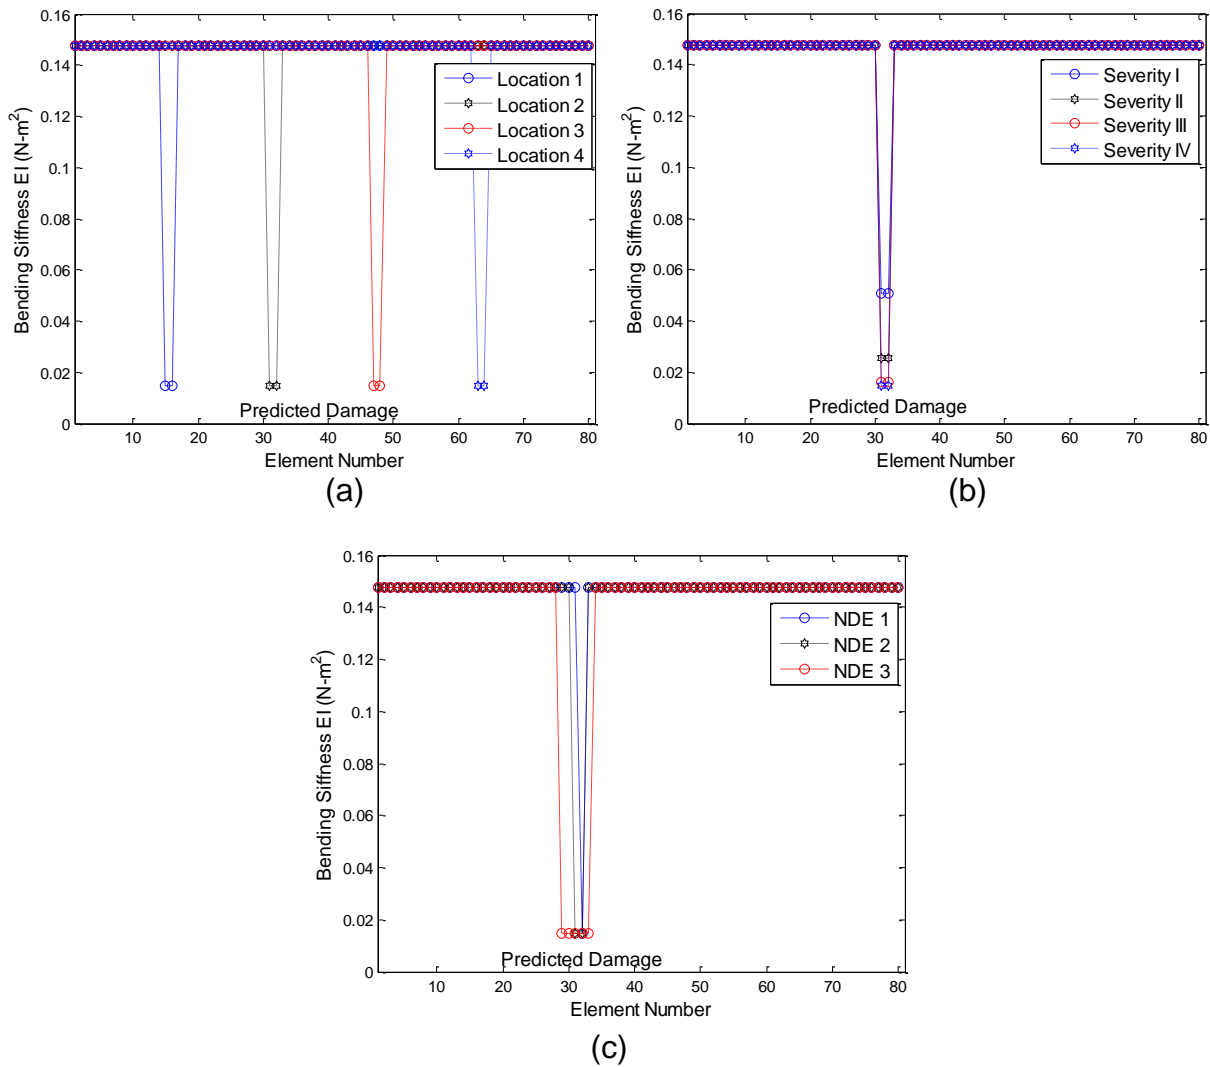 0.16
0.14
0.12
0.1
0.08
0.06
0.04
0.02
0
Bending Siffness EI (N-m²)
Location 1
Location 2
Location 3
Location 4
Predicted Damage
10 20 30 40 50 60 70 80
Element Number
(a)
0.16
0.14
0.12
0.1
0.08
0.06
0.04
0.02
0
Bending Siffness EI (N-m²)
Severity I
Severity II
Severity III
Severity IV
Predicted Damage
10 20 30 40 50 60 70 80
Element Number
(b)
0.16
0.14
0.12
0.1
0.08
0.06
0.04
0.02
0
Bending Siffness EI (N-m²)
NDE 1
NDE 2
NDE 3
Predicted Damage
10 20 30 40 50 60 70 80
Element Number
(c)